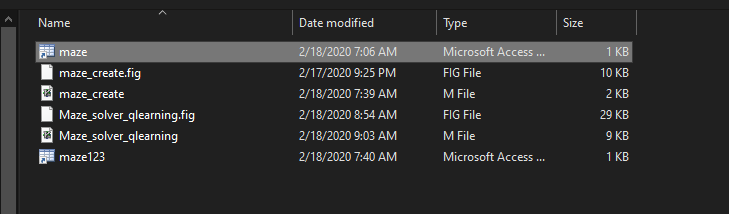 Name Date modified Type Size
maze 2/18/2020 7:06 AM Microsoft Access ... 1 KB
maze_create.fig 2/17/2020 9:25 PM FIG File 10 KB
maze_create 2/18/2020 7:39 AM M File 2 KB
Maze_solver_qlearning.fig 2/18/2020 8:54 AM FIG File 29 KB
Maze_solver_qlearning 2/18/2020 9:03 AM M File 9 KB
maze123 2/18/2020 7:40 AM Microsoft Access ... 1 KB